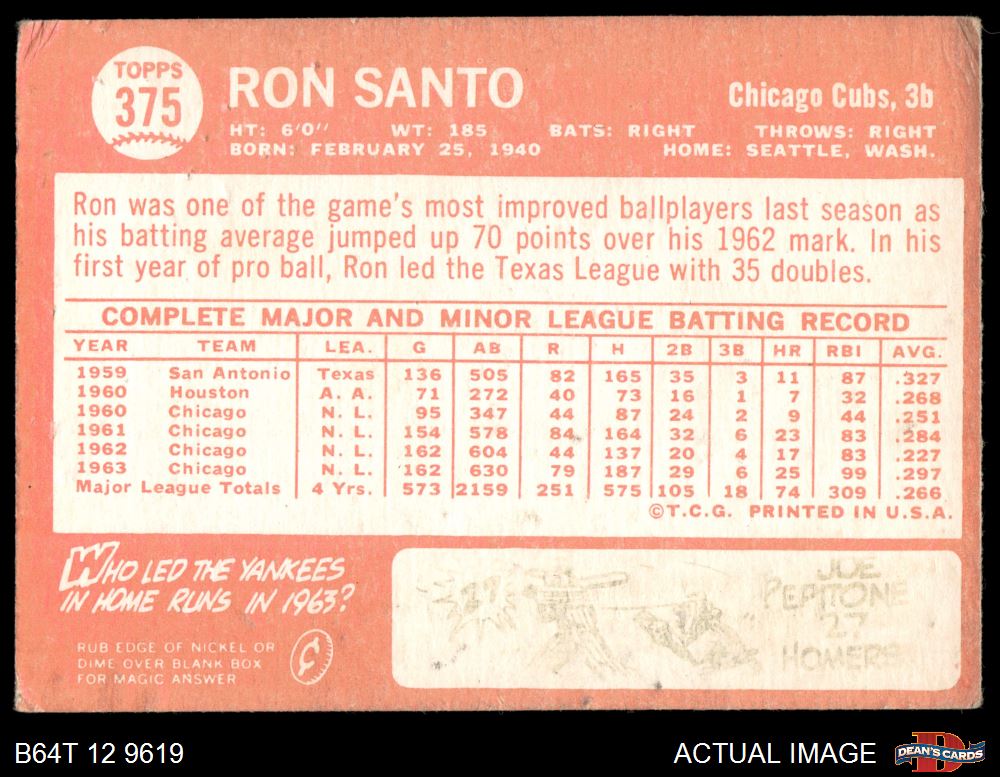 TOPPS
375
RON SANTO
Chicago Cubs, 3b
HT: 6'0" WT: 185 BATS: RIGHT THROWS: RIGHT
BORN: FEBRUARY 25, 1940 HOME: SEATTLE, WASH.
Ron was one of the game's most improved ballplayers last season as
his batting average jumped up 70 points over his 1962 mark. In his
first year of pro ball, Ron led the Texas League with 35 doubles.
COMPLETE MAJOR AND MINOR LEAGUE BATTING RECORD
YEAR TEAM LEA. G AB R H 2B 3B HR RBI AVG.
1959 San Antonio Texas 136 505 82 165 35 3 11 87 .327
1960 Houston A. A. 71 272 40 73 16 1 7 32 .268
1960 Chicago N. L. 95 347 44 87 24 2 9 44 .251
1961 Chicago N. L. 154 578 84 164 32 6 23 83 .284
1962 Chicago N. L. 162 604 44 137 20 4 17 83 .227
1963 Chicago N. L. 162 630 79 187 29 6 25 99 .297
Major League Totals 4 Yrs. 573 2159 251 575 105 18 74 309 .266
©T.C.G. PRINTED IN U.S.A.
WHO LED THE YANKEES
IN HOME RUNS IN 1963?
RUB EDGE OF NICKEL OR
DIME OVER BLANK BOX
FOR MAGIC ANSWER
¢
27
JOE
PEPITONE
27
HOMERS
B64T 12 9619
ACTUAL IMAGE
DEAN'S CARDS